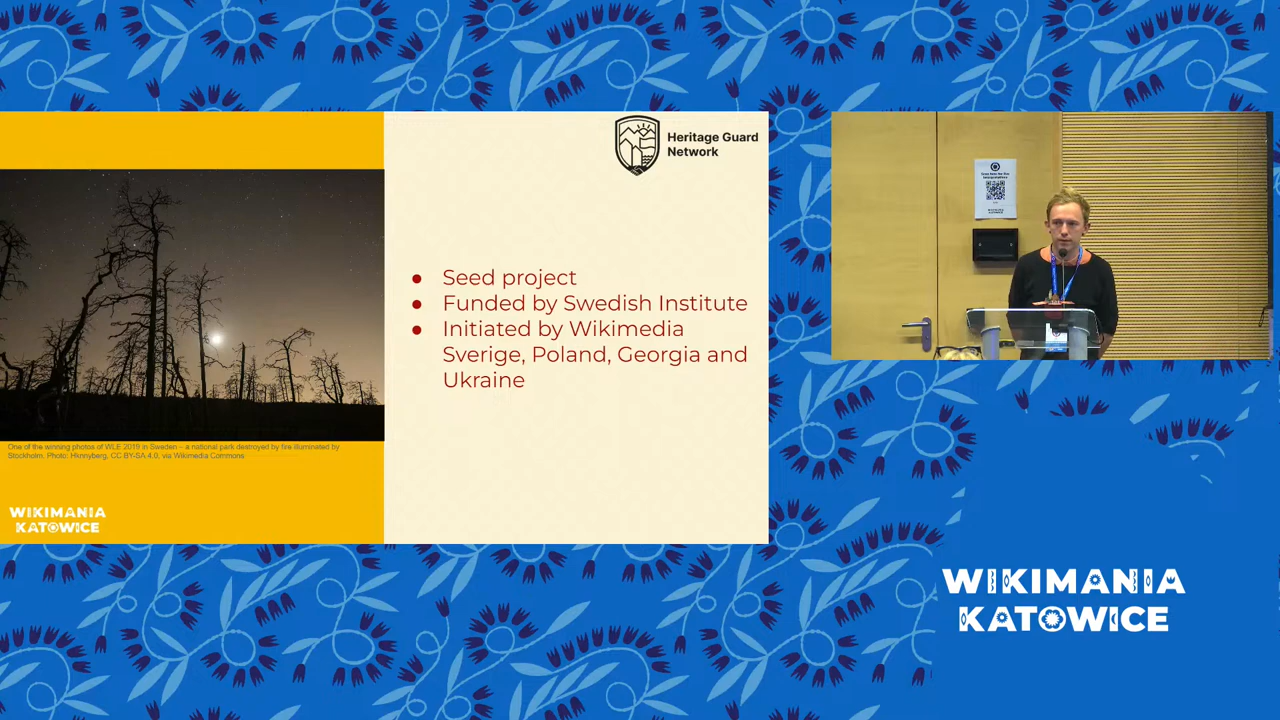 Heritage Guard
Network
● Seed project
● Funded by Swedish Institute
● Initiated by Wikimedia
Sverige, Poland, Georgia and
Ukraine
One of the winning photos of WLE 2019 in Sweden – a national park destroyed by fire illuminated by
Stockholm. Photo: Hknnyberg, CC BY-SA 4.0, via Wikimedia Commons
WIKIMANIA
KATOWICE
WIKIMANIA
KATOWICE